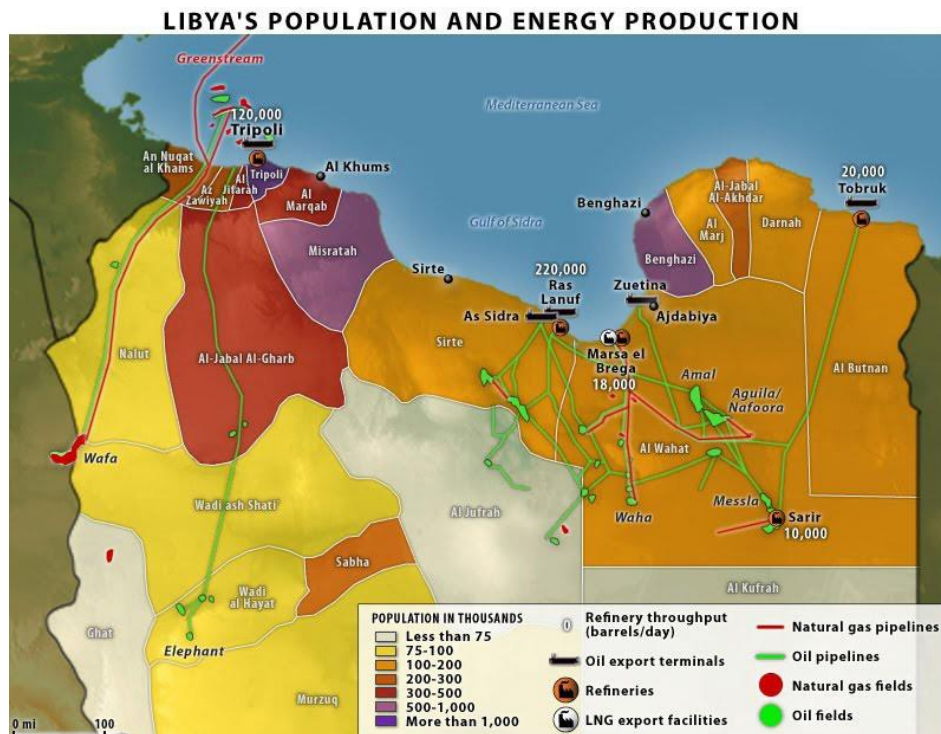 LIBYA'S POPULATION AND ENERGY PRODUCTION
Greenstream
Mediterranean Sea
120,000
Tripoli
An Nuqat
al Khams
Az
Zawiyah
Al
Jifarah
Tripoli
Al Khums
Al
Marqab
Misratah
Gulf of Sidra
Benghazi
Benghazi
Al
Marj
Al-Jabal
Al-Akhdar
Darnah
20,000
Tobruk
Sirte
220,000
Ras
Lanuf
As Sidra
Zuetina
Ajdabiya
Nalut
Al-Jabal Al-Gharb
Sirte
Marsa el
Brega
18,000
Amal
Aguila/
Nafoora
Al Butnan
Al Wahat
Wafa
Wadi ash Shati'
Al Jufrah
Waha
Messla
Sarir
10,000
Sabha
Wadi
al Hayat
Al Kufrah
Ghat
Elephant
Murzuq
0 mi 100
POPULATION IN THOUSANDS
Less than 75
75-100
100-200
200-300
300-500
500-1,000
More than 1,000
0 Refinery throughput
(barrels/day)
Oil export terminals
Refineries
LNG export facilities
Natural gas pipelines
Oil pipelines
Natural gas fields
Oil fields